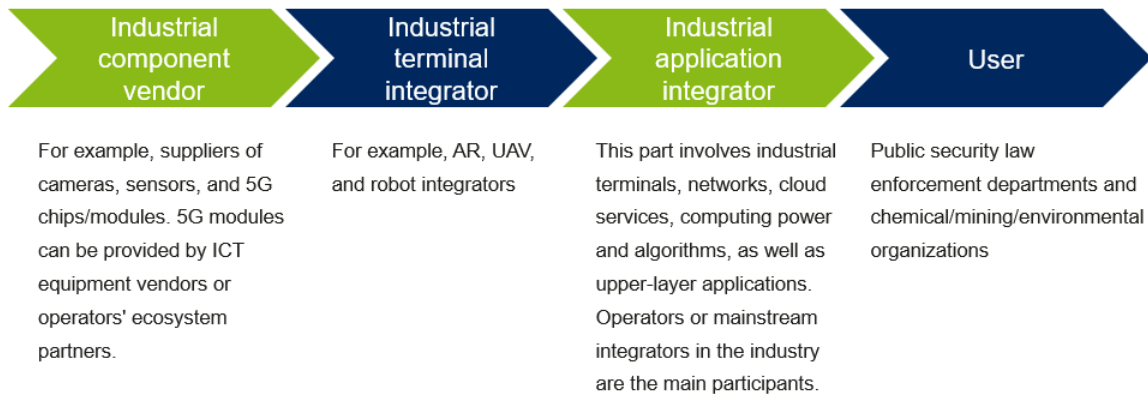 Industrial
component
vendor
Industrial
terminal
integrator
Industrial
application
integrator
User
For example, suppliers of
cameras, sensors, and 5G
chips/modules. 5G modules
can be provided by ICT
equipment vendors or
operators' ecosystem
partners.
For example, AR, UAV,
and robot integrators
This part involves industrial
terminals, networks, cloud
services, computing power
and algorithms, as well as
upper-layer applications.
Operators or mainstream
integrators in the industry
are the main participants.
Public security law
enforcement departments and
chemical/mining/environmental
organizations